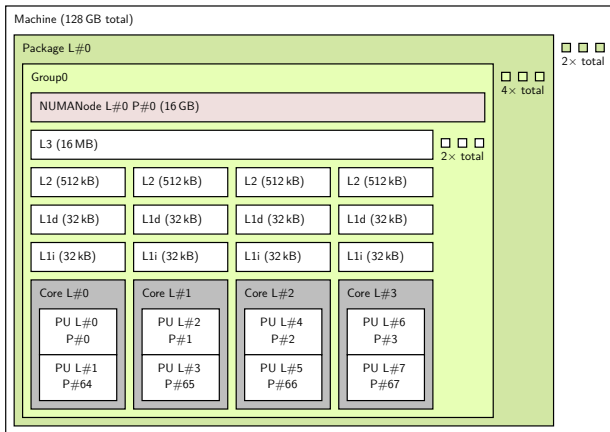 Machine (128 GB total)
Package L#0
2× total
Group0
4× total
NUMANode L#0 P#0 (16 GB)
L3 (16 MB)
2× total
L2 (512 kB) L2 (512 kB) L2 (512 kB) L2 (512 kB)
L1d (32 kB) L1d (32 kB) L1d (32 kB) L1d (32 kB)
L1i (32 kB) L1i (32 kB) L1i (32 kB) L1i (32 kB)
Core L#0 Core L#1 Core L#2 Core L#3
PU L#0 PU L#2 PU L#4 PU L#6
P#0 P#1 P#2 P#3
PU L#1 PU L#3 PU L#5 PU L#7
P#64 P#65 P#66 P#67